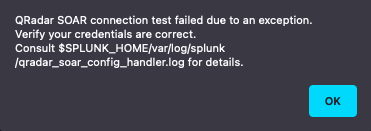 QRadar SOAR connection test failed due to an exception.
Verify your credentials are correct.
Consult $SPLUNK_HOME/var/log/splunk
/qradar_soar_config_handler.log for details.
OK